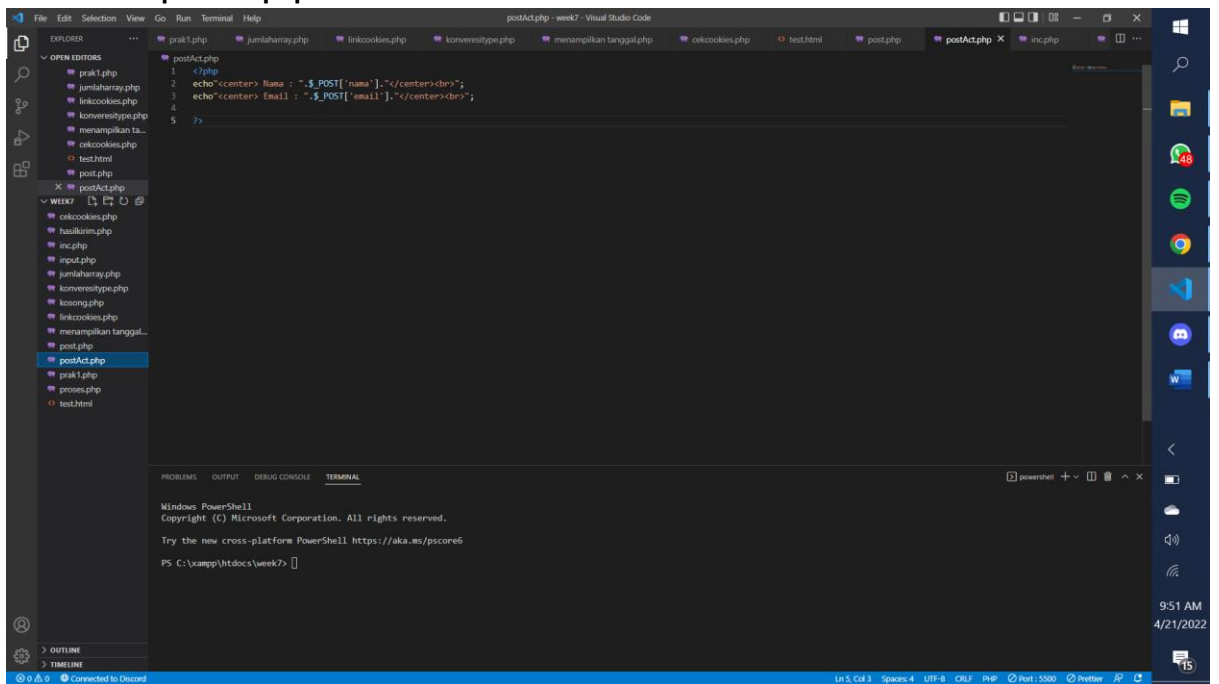 File Edit Selection View Go Run Terminal Help
postAct.php - week7 - Visual Studio Code
EXPLORER
prak1.php jumlaharray.php linkcookies.php konveresitype.php menampilkan tanggal.php cekcookies.php test.html post.php postAct.php inc.php
OPEN EDITORS
prak1.php
jumlaharray.php
linkcookies.php
konveresitype.php
menampilkan ta...
cekcookies.php
test.html
post.php
postAct.php
WEEK7
cekcookies.php
hasilkirim.php
inc.php
input.php
jumlaharray.php
konveresitype.php
kosong.php
linkcookies.php
menampilkan tanggal...
post.php
postAct.php
prak1.php
proses.php
test.html
OUTLINE
TIMELINE
postAct.php
1 <?php
2 echo"<center> Nama : ".$_POST['nama']."</center><br>";
3 echo"<center> Email : ".$_POST['email']."</center><br>";
4
5 ?>
PROBLEMS OUTPUT DEBUG CONSOLE TERMINAL
powershell
Windows PowerShell
Copyright (C) Microsoft Corporation. All rights reserved.
Try the new cross-platform PowerShell https://aka.ms/pscore6
PS C:\xampp\htdocs\week7>
0 0 Connected to Discord
Ln 5, Col 3 Spaces: 4 UTF-8 CRLF PHP Port : 5500 Prettier
48
W
9:51 AM
4/21/2022
15